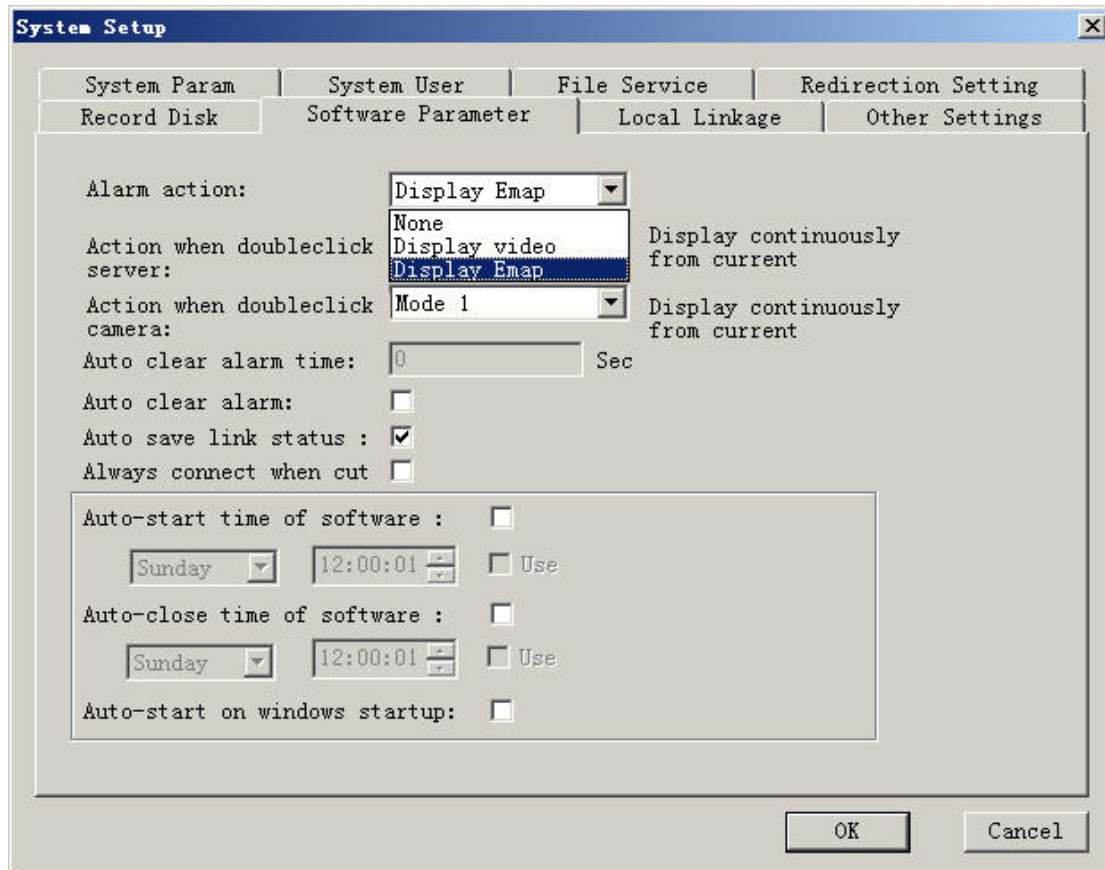 System Setup
System Param System User File Service Redirection Setting
Record Disk Software Parameter Local Linkage Other Settings
Alarm action: Display Emap
None
Display video
Display Emap
Action when doubleclick server:
Display continuously from current
Action when doubleclick camera:
Mode 1
Display continuously from current
Auto clear alarm time: 0 Sec
Auto clear alarm:
Auto save link status :
Always connect when cut
Auto-start time of software :
Sunday 12:00:01 Use
Auto-close time of software :
Sunday 12:00:01 Use
Auto-start on windows startup:
OK Cancel